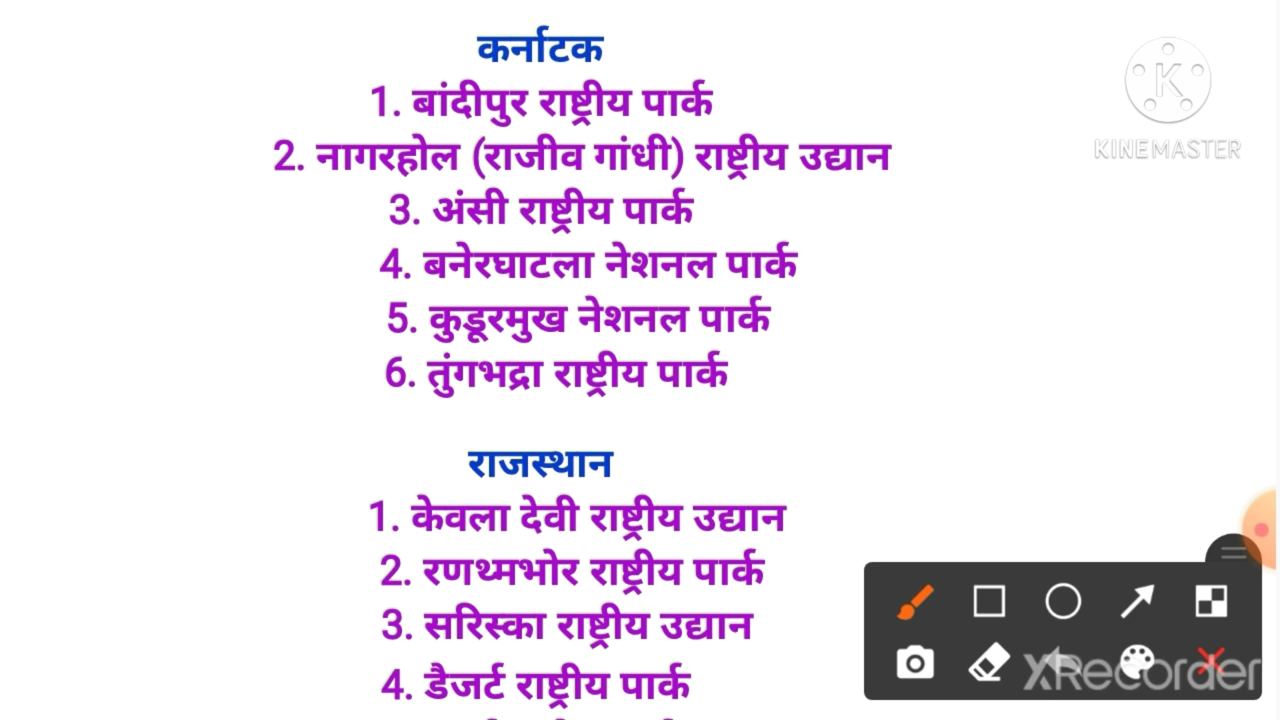 कर्नाटक
1. बांदीपुर राष्ट्रीय पार्क
2. नागरहोल (राजीव गांधी) राष्ट्रीय उद्यान
3. अंसी राष्ट्रीय पार्क
4. बनेरघाटला नेशनल पार्क
5. कुडूरमुख नेशनल पार्क
6. तुंगभद्रा राष्ट्रीय पार्क
राजस्थान
1. केवला देवी राष्ट्रीय उद्यान
2. रणथ्मभोर राष्ट्रीय पार्क
3. सरिस्का राष्ट्रीय उद्यान
4. डैजर्ट राष्ट्रीय पार्क
K
KINEMASTER
XRecorder